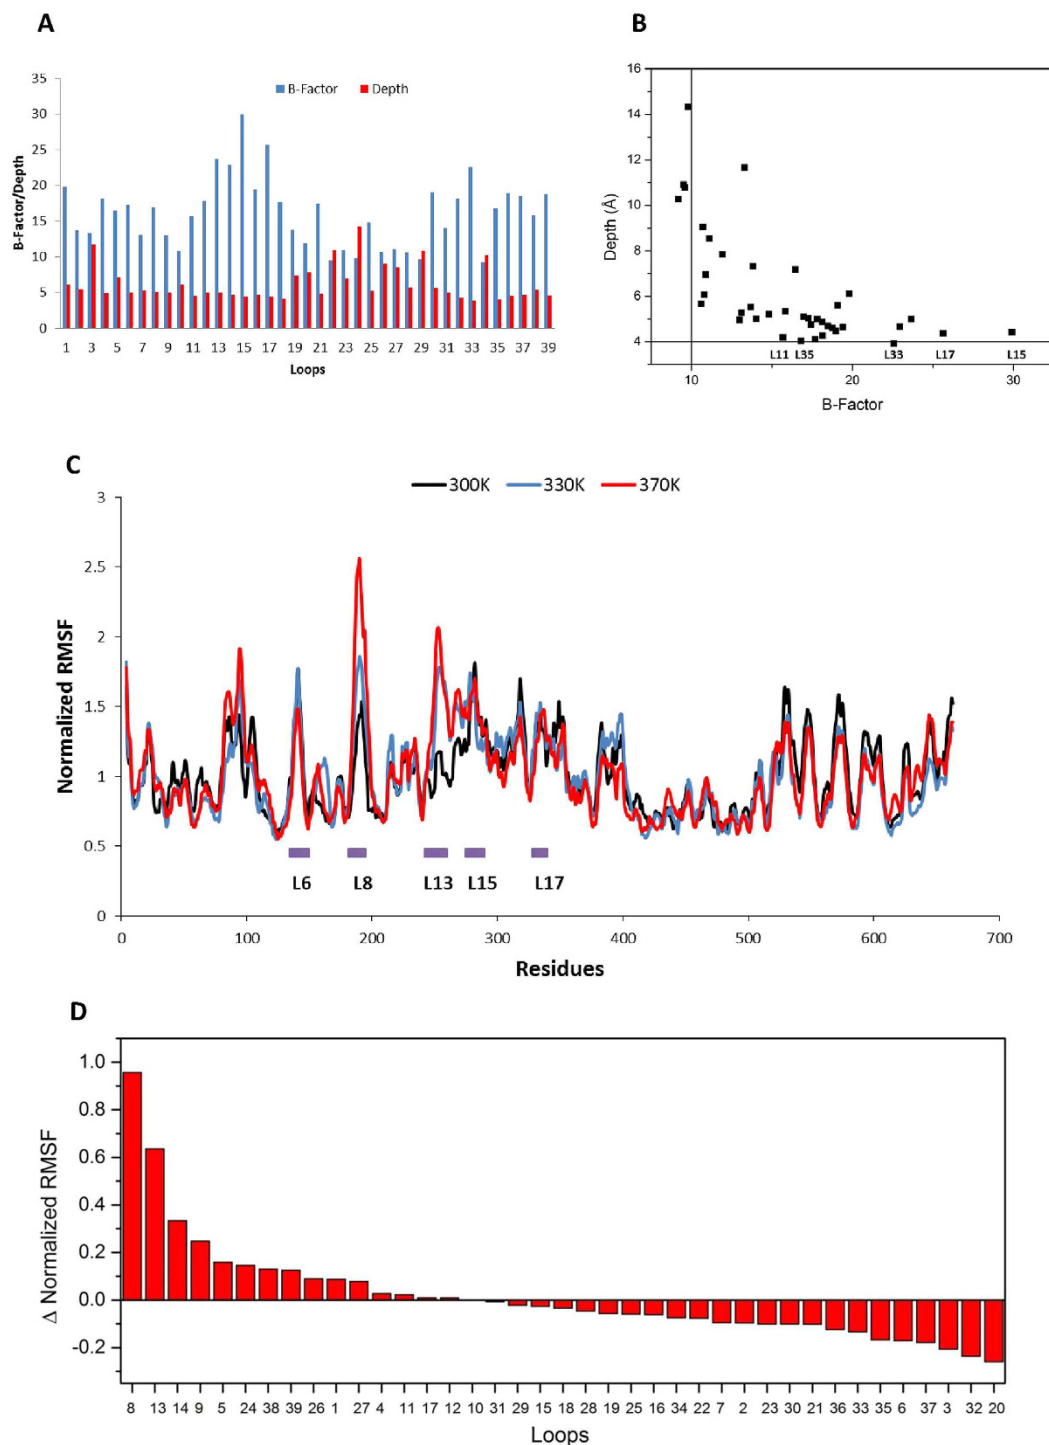 A
B-Factor Depth
35
30
25
20
15
10
5
0
B-Factor/Depth
1 3 5 7 9 11 13 15 17 19 21 23 25 27 29 31 33 35 37 39
Loops
B
16
14
12
10
8
6
4
Depth (Å)
L11 L35 L33 L17 L15
10 20 30
B-Factor
C
300K 330K 370K
3
2.5
2
1.5
1
0.5
0
Normalized RMSF
L6 L8 L13 L15 L17
0 100 200 300 400 500 600 700
Residues
D
1.0
0.8
0.6
0.4
0.2
0.0
-0.2
Δ Normalized RMSF
8 13 14 9 5 24 38 39 26 1 27 4 11 17 12 10 31 29 15 18 28 19 25 16 34 22 7 2 23 30 21 36 33 35 6 37 3 32 20
Loops